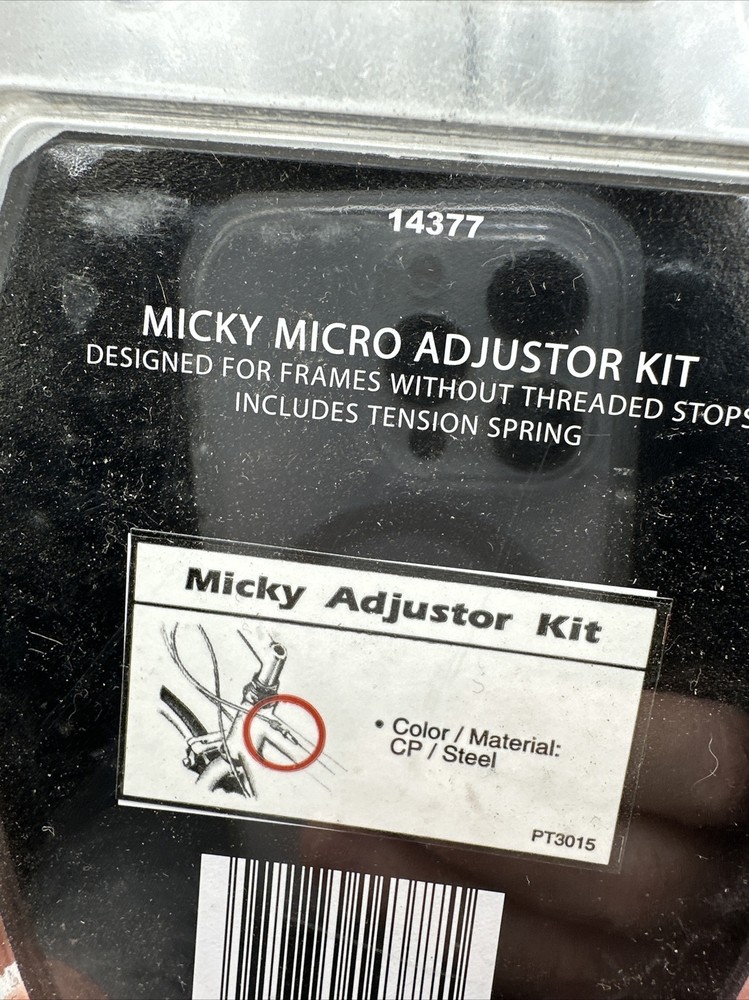 14377
MICKY MICRO ADJUSTOR KIT
DESIGNED FOR FRAMES WITHOUT THREADED STOPS
INCLUDES TENSION SPRING
Micky Adjustor Kit
• Color / Material:
CP / Steel
PT3015